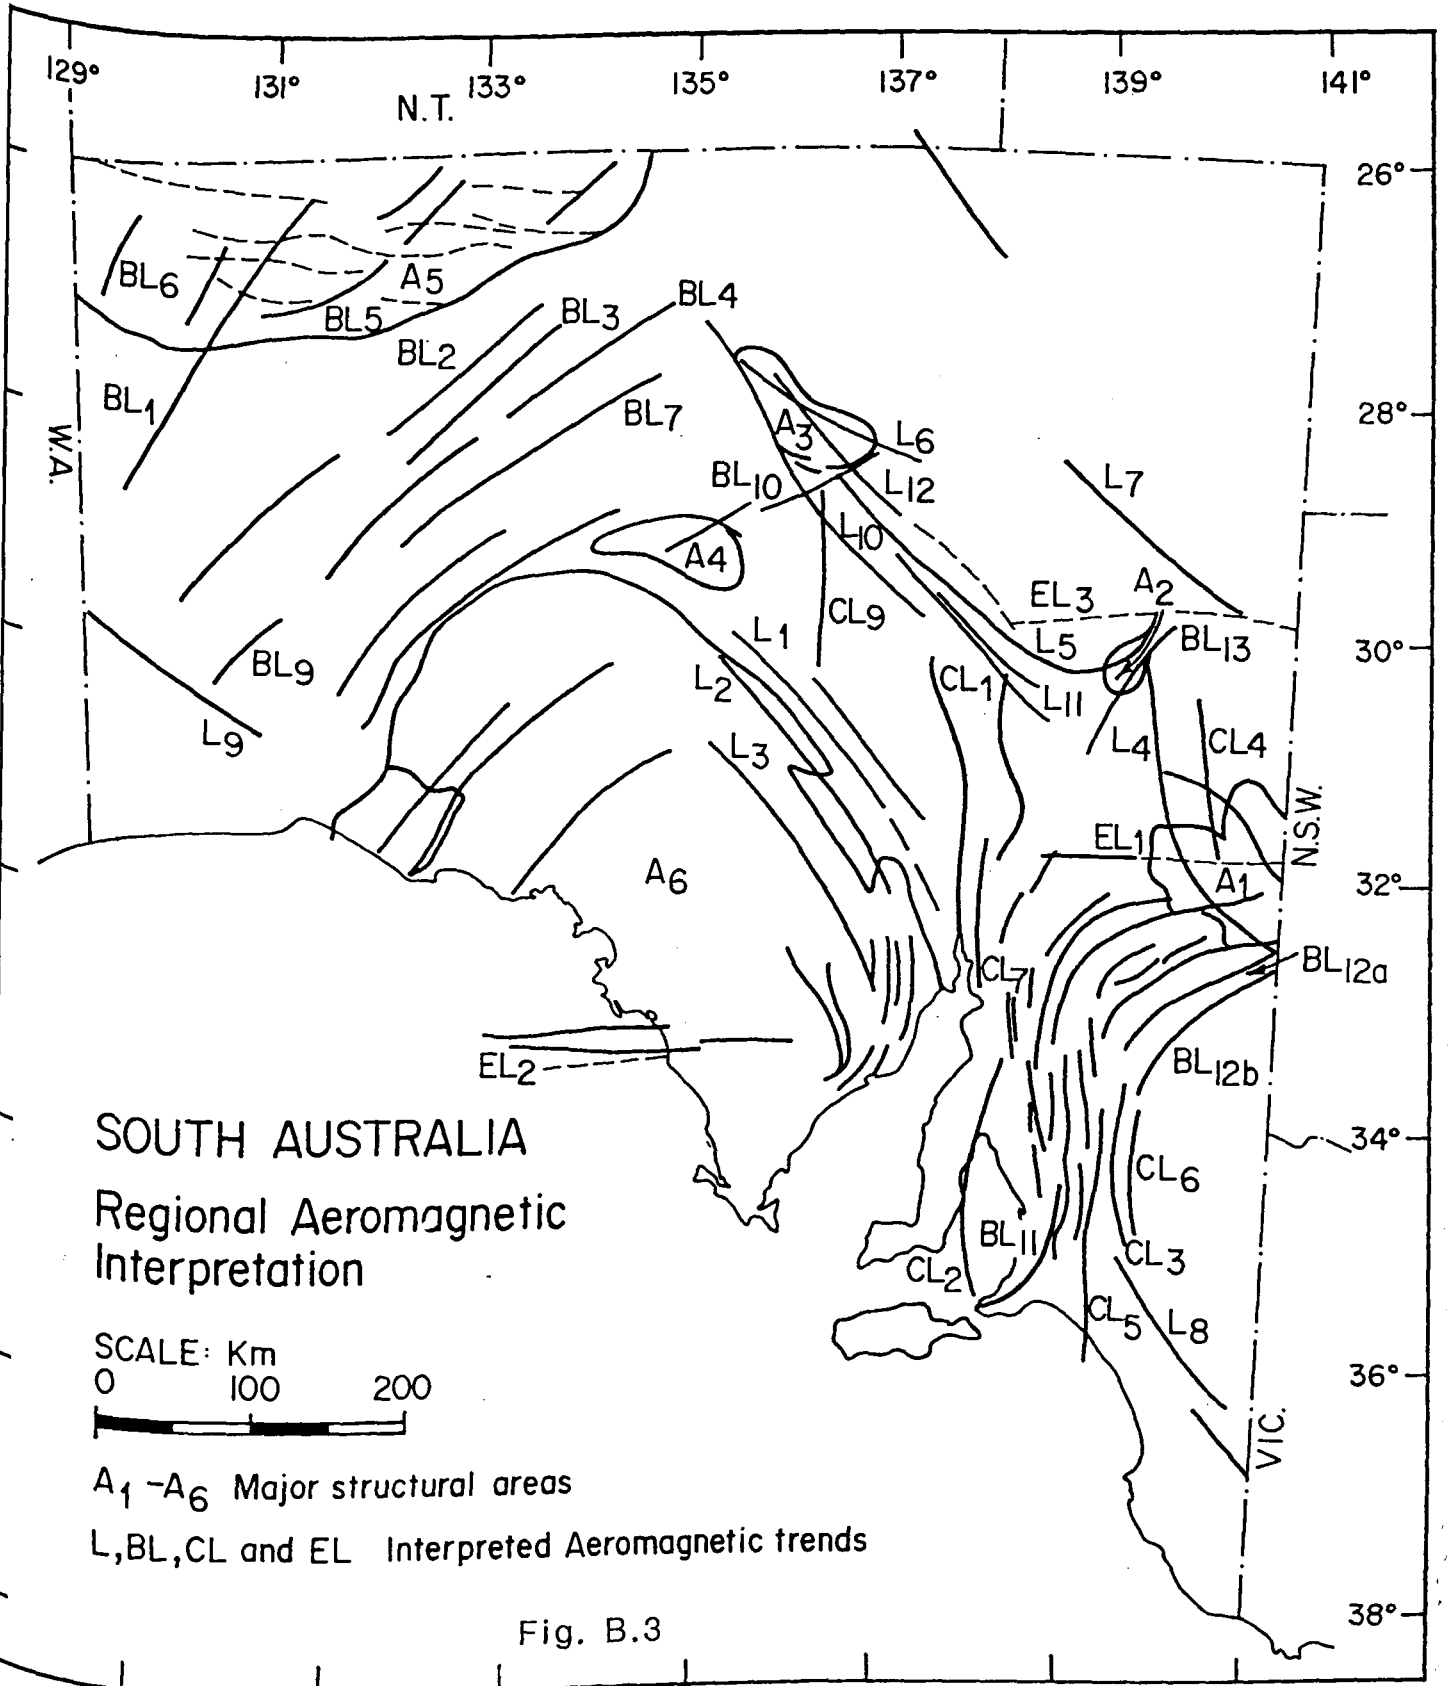 129°
131°
133°
135°
137°
139°
141°
N.T.
26°
BL6
A5
BL5
BL4
BL3
BL2
BL1
BL7
28°
W.A.
A3
L6
BL10
L12
L7
L10
A4
EL3
A2
CL9
L1
L5
BL13
30°
BL9
L2
CL1
L11
L9
L3
L4
CL4
N.S.W.
EL1
A6
A1
32°
CL7
BL12a
EL2
BL12b
SOUTH AUSTRALIA
34°
CL6
Regional Aeromagnetic
Interpretation
BL11
CL2
CL3
CL5
L8
SCALE: Km
0 100 200
36°
VIC.
A1 - A6 Major structural areas
L, BL, CL and EL Interpreted Aeromagnetic trends
38°
Fig. B.3